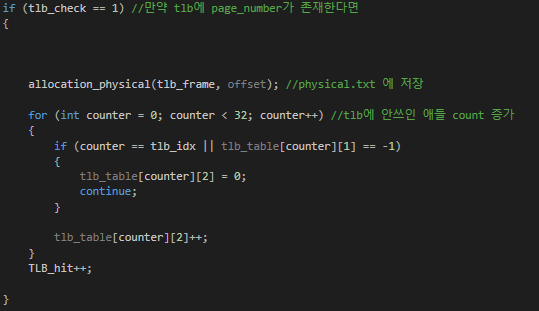 if (tlb_check == 1) //만약 tlb에 page_number가 존재한다면
{
allocation_physical(tlb_frame, offset); //physical.txt 에 저장
for (int counter = 0; counter < 32; counter++) //tlb에 안쓰인 애들 count 증가
{
if (counter == tlb_idx || tlb_table[counter][1] == -1)
{
tlb_table[counter][2] = 0;
continue;
}
tlb_table[counter][2]++;
}
TLB_hit++;
}